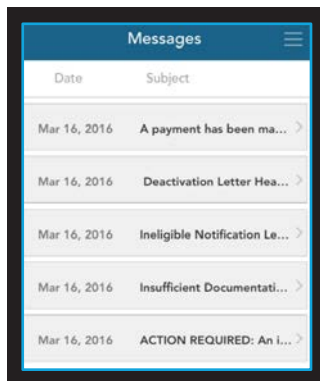 Messages
Date Subject
Mar 16, 2016 A payment has been ma...
Mar 16, 2016 Deactivation Letter Hea...
Mar 16, 2016 Ineligible Notification Le...
Mar 16, 2016 Insufficient Documentati...
Mar 16, 2016 ACTION REQUIRED: An i...